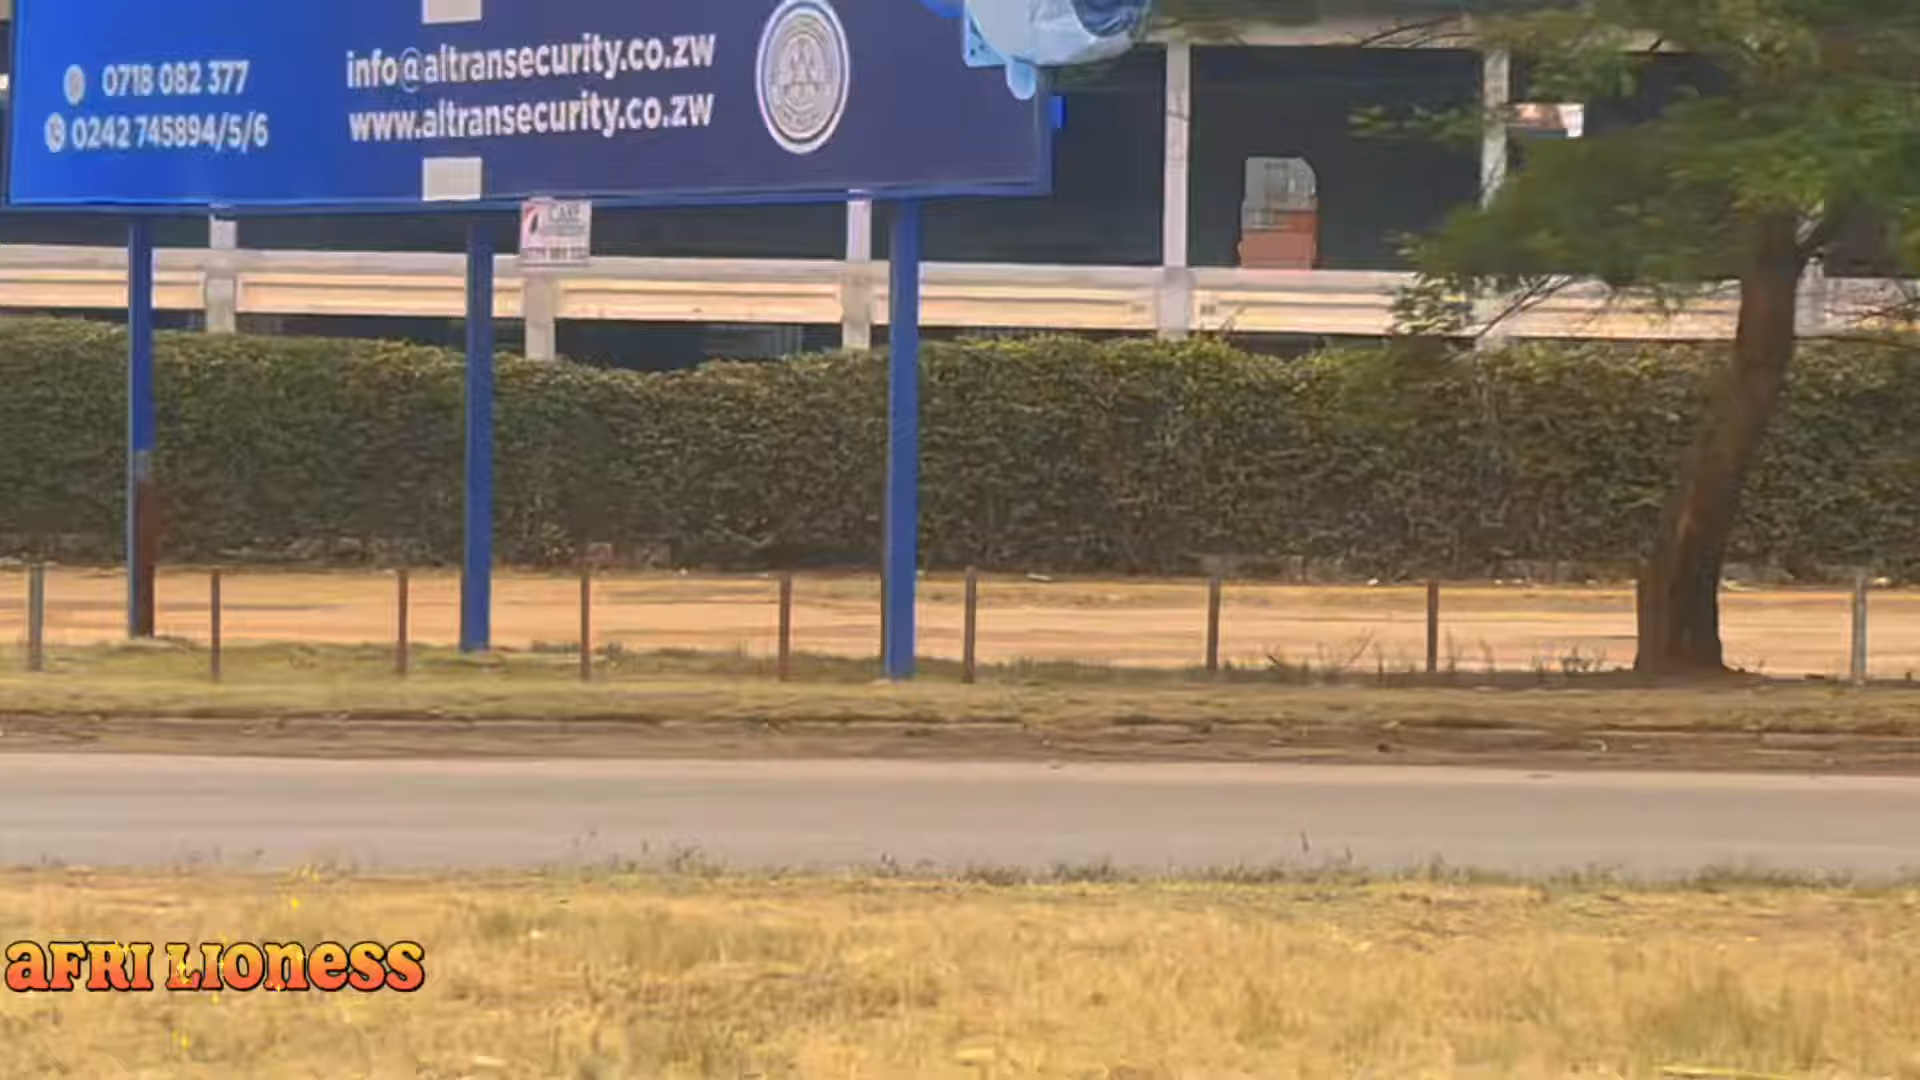 0718 082 377
0242 745894/5/6
info@altransecurity.co.zw
www.altransecurity.co.zw
aFRI LIONESS